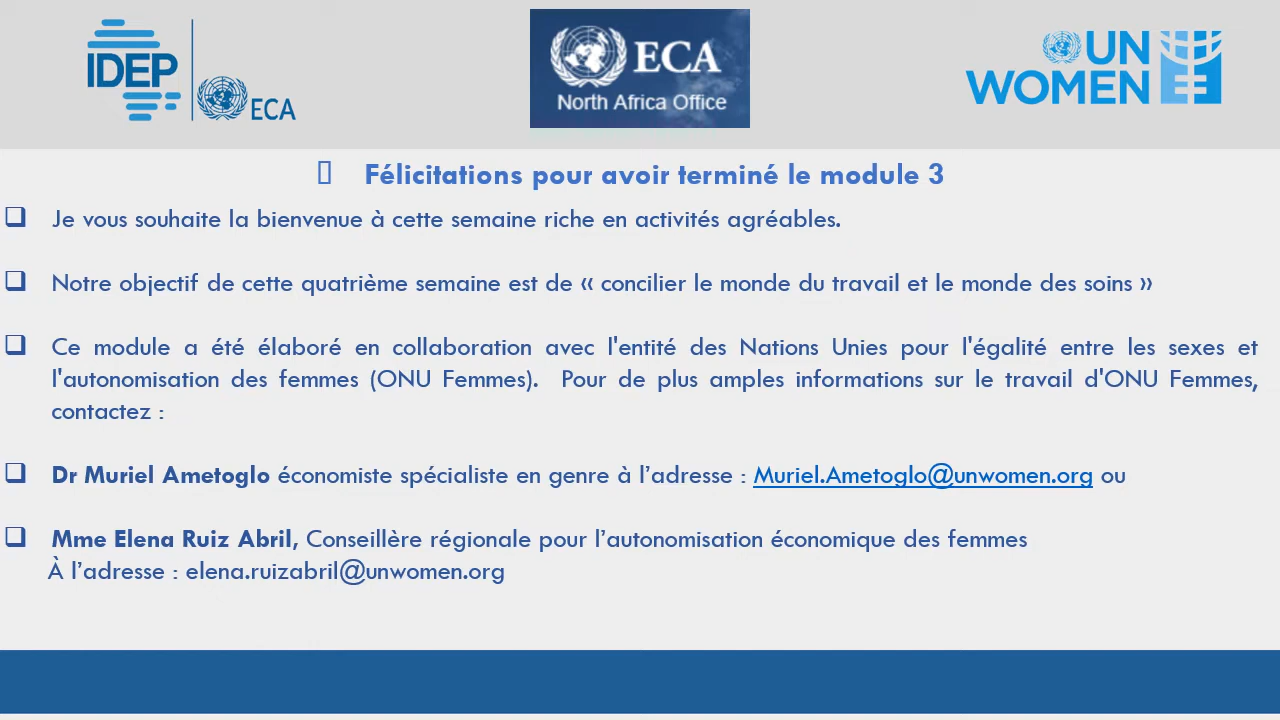 IDEP
ECA
ECA
North Africa Office
UN
WOMEN
Félicitations pour avoir terminé le module 3
Je vous souhaite la bienvenue à cette semaine riche en activités agréables.
Notre objectif de cette quatrième semaine est de « concilier le monde du travail et le monde des soins »
Ce module a été élaboré en collaboration avec l'entité des Nations Unies pour l'égalité entre les sexes et
l'autonomisation des femmes (ONU Femmes). Pour de plus amples informations sur le travail d'ONU Femmes,
contactez :
Dr Muriel Ametoglo économiste spécialiste en genre à l’adresse : Muriel.Ametoglo@unwomen.org ou
Mme Elena Ruiz Abril, Conseillère régionale pour l’autonomisation économique des femmes
À l’adresse : elena.ruizabril@unwomen.org